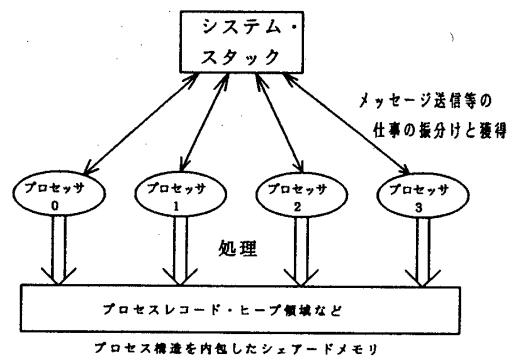 システム・
スタック
メッセージ送信等の
仕事の振分けと獲得
プロセッサ
0
プロセッサ
1
プロセッサ
2
プロセッサ
3
処理
プロセスレコード・ヒープ領域など
プロセス構造を内包したシェアードメモリ